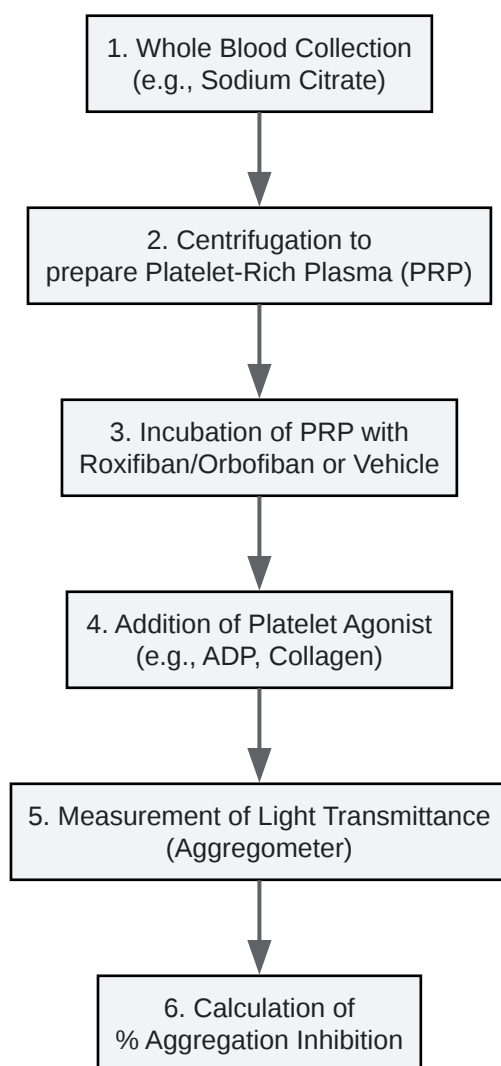 1. Whole Blood Collection
(e.g., Sodium Citrate)
2. Centrifugation to
prepare Platelet-Rich Plasma (PRP)
3. Incubation of PRP with
Roxifiban/Orbofiban or Vehicle
4. Addition of Platelet Agonist
(e.g., ADP, Collagen)
5. Measurement of Light Transmittance
(Aggregometer)
6. Calculation of
% Aggregation Inhibition